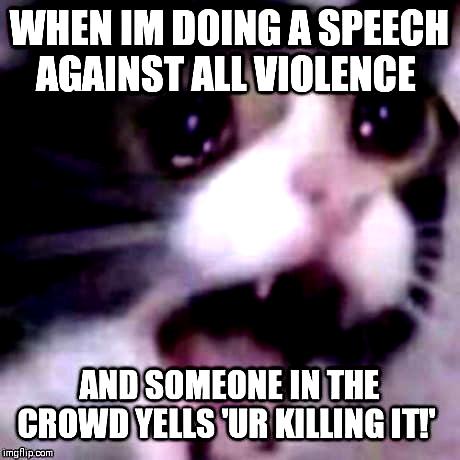 WHEN IM DOING A SPEECH
AGAINST ALL VIOLENCE
AND SOMEONE IN THE
CROWD YELLS 'UR KILLING IT!'
imgflip.com